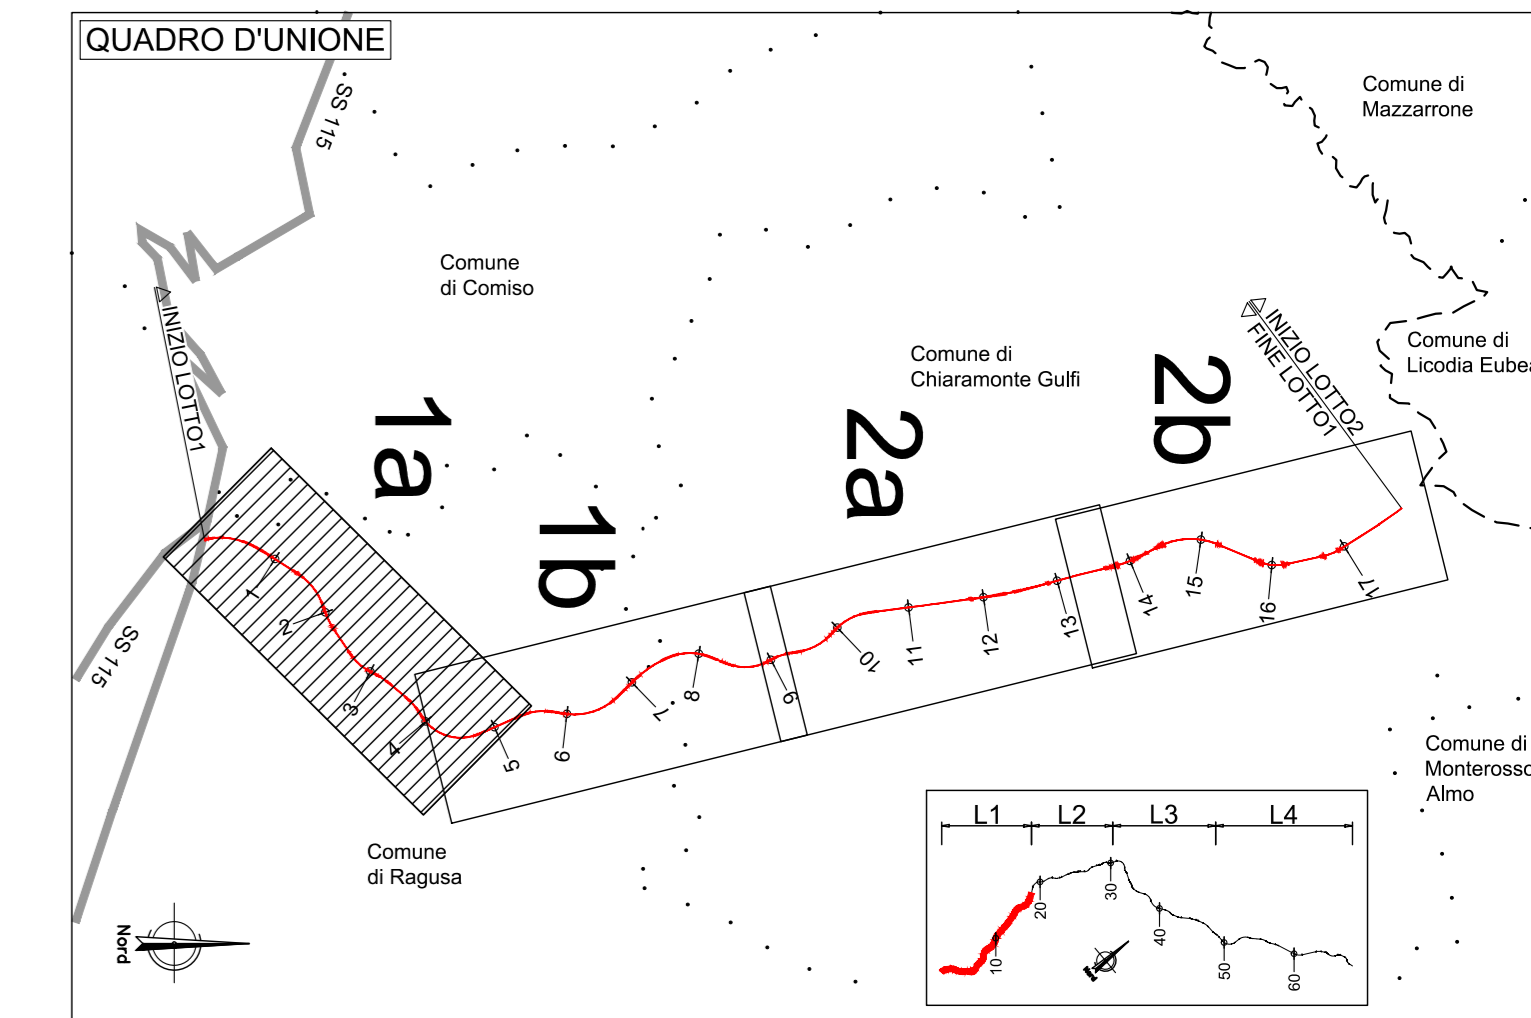 QUADRO D'UNIONE
SS 115
Comune di
Mazzarrone
Comune
di Comiso
INIZIO LOTTO1
INIZIO LOTTO2
FINE LOTTO1
Comune di
Licodia Eubea
Comune di
Chiaramonte Gulfi
1a
1b
2a
2b
1
2
3
4
5
6
7
8
9
10
11
12
13
14
15
16
17
SS 115
Comune di
Monterosso
Almo
Comune
di Ragusa
Nord
L1
L2
L3
L4
10
20
30
40
50
60